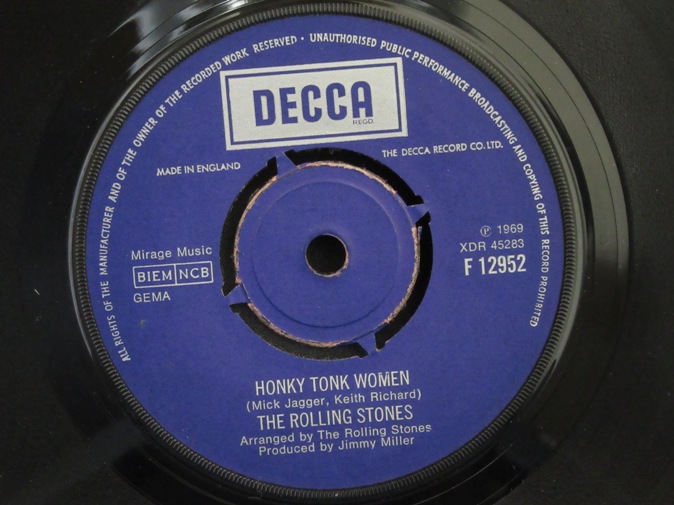 ALL RIGHTS OF THE MANUFACTURER AND OF THE OWNER OF THE RECORDED WORK RESERVED · UNAUTHORISED PUBLIC PERFORMANCE BROADCASTING AND COPYING OF THIS RECORD PROHIBITED
DECCA
REGD.
MADE IN ENGLAND
THE DECCA RECORD CO. LTD.
Mirage Music
BIEM NCB
GEMA
℗ 1969
XDR 45283
F 12952
HONKY TONK WOMEN
(Mick Jagger, Keith Richard)
THE ROLLING STONES
Arranged by The Rolling Stones
Produced by Jimmy Miller